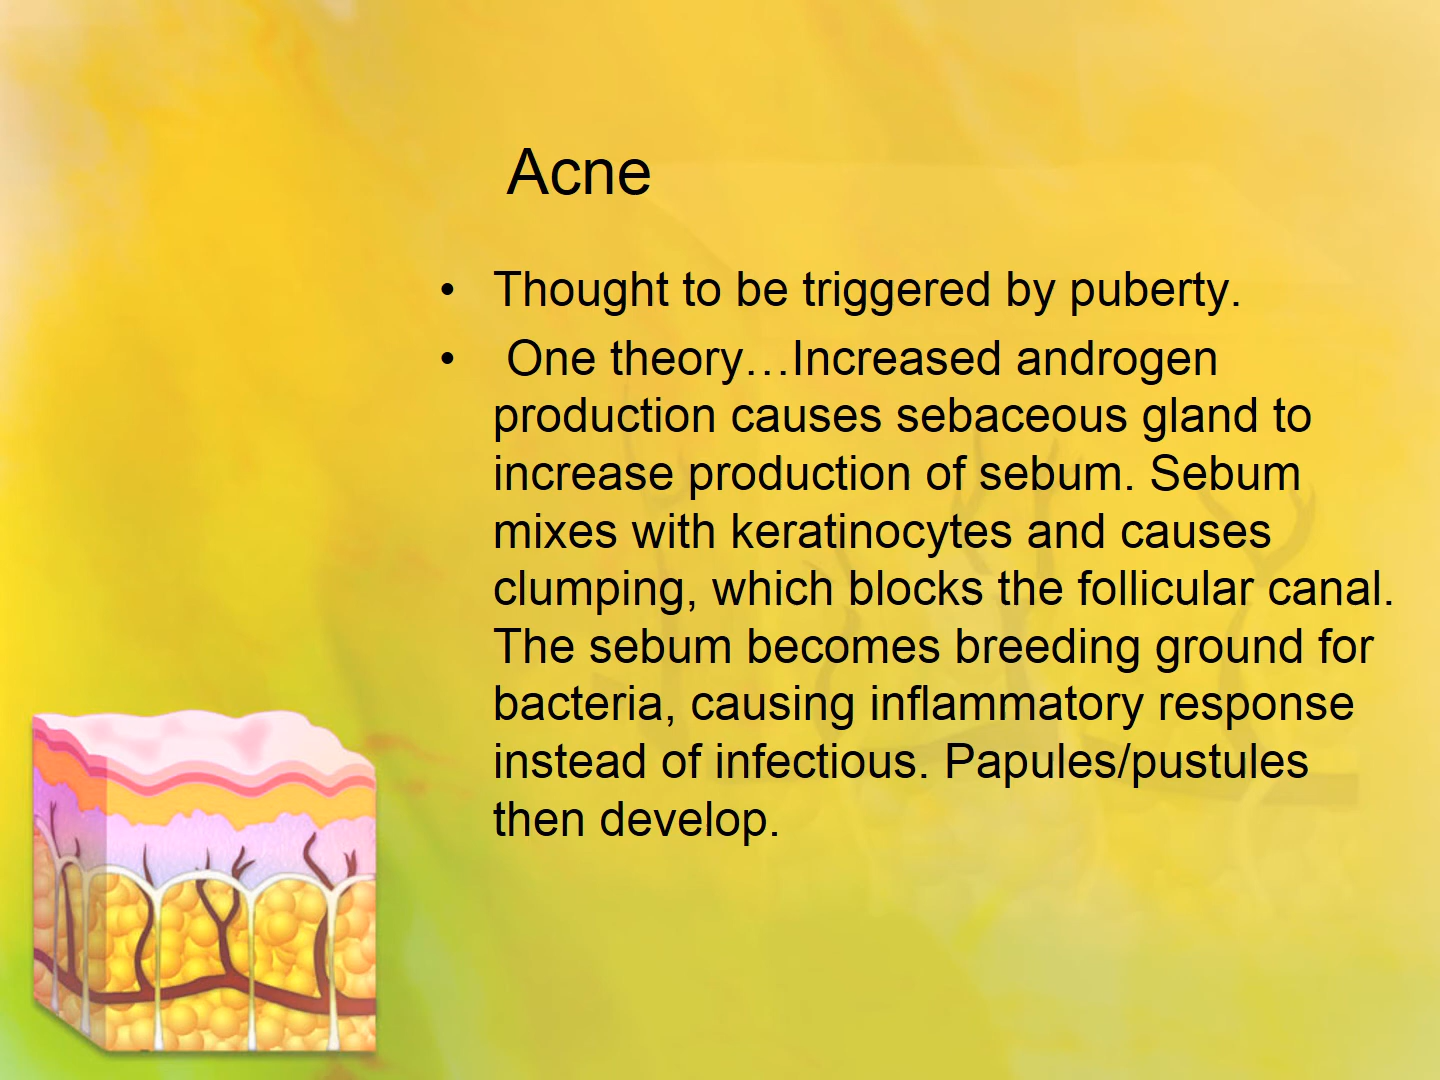 Acne
• Thought to be triggered by puberty.
• One theory…Increased androgen
production causes sebaceous gland to
increase production of sebum. Sebum
mixes with keratinocytes and causes
clumping, which blocks the follicular canal.
The sebum becomes breeding ground for
bacteria, causing inflammatory response
instead of infectious. Papules/pustules
then develop.